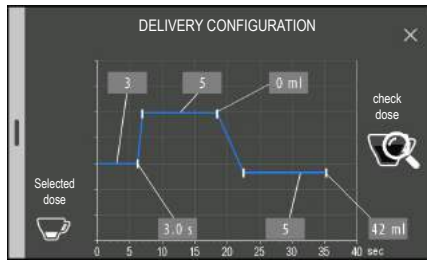 DELIVERY CONFIGURATION
3
5
0 ml
check
dose
Selected
dose
3.0 s
5
42 ml
0 5 10 15 20 25 30 35 40 sec